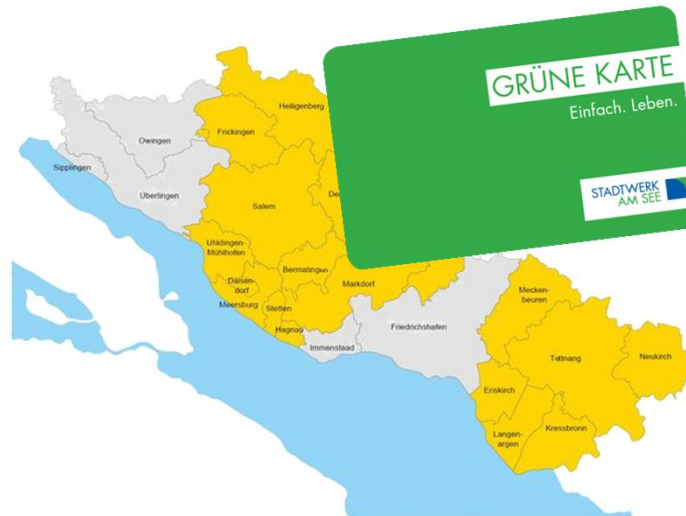 GRÜNE KARTE
Einfach. Leben.
STADTWERK
AM SEE
Heiligenberg
Owingen
Frickingen
Sipplingen
Überlingen
Salem
De
Uhldingen-
Mühlhofen
Bermatingen
Markdorf
Daisen-
dorf
Meersburg
Stetten
Hagnau
Immenstaad
Friedrichshafen
Mecken-
beuren
Tettnang
Neukirch
Eriskirch
Langen-
argen
Kressbronn